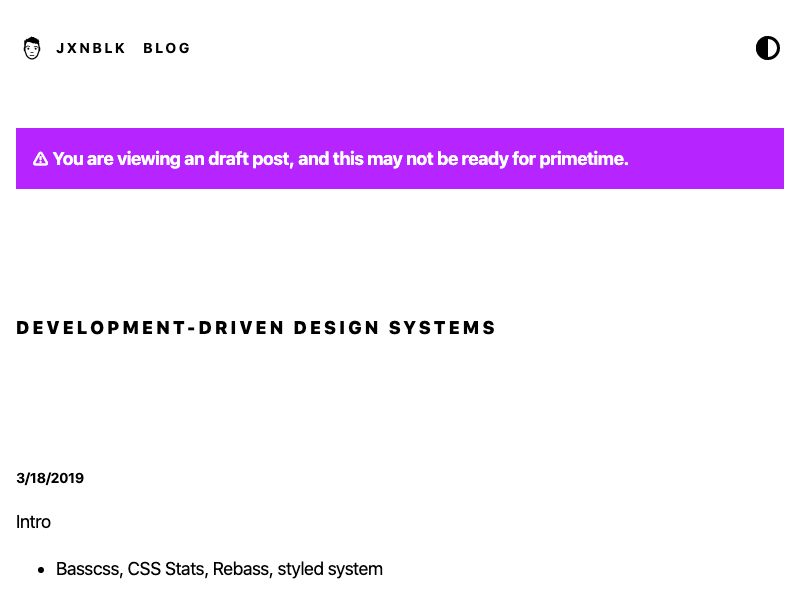 JXNBLK BLOG
⚠ You are viewing an draft post, and this may not be ready for primetime.
DEVELOPMENT-DRIVEN DESIGN SYSTEMS
3/18/2019
Intro
• Basscss, CSS Stats, Rebass, styled system